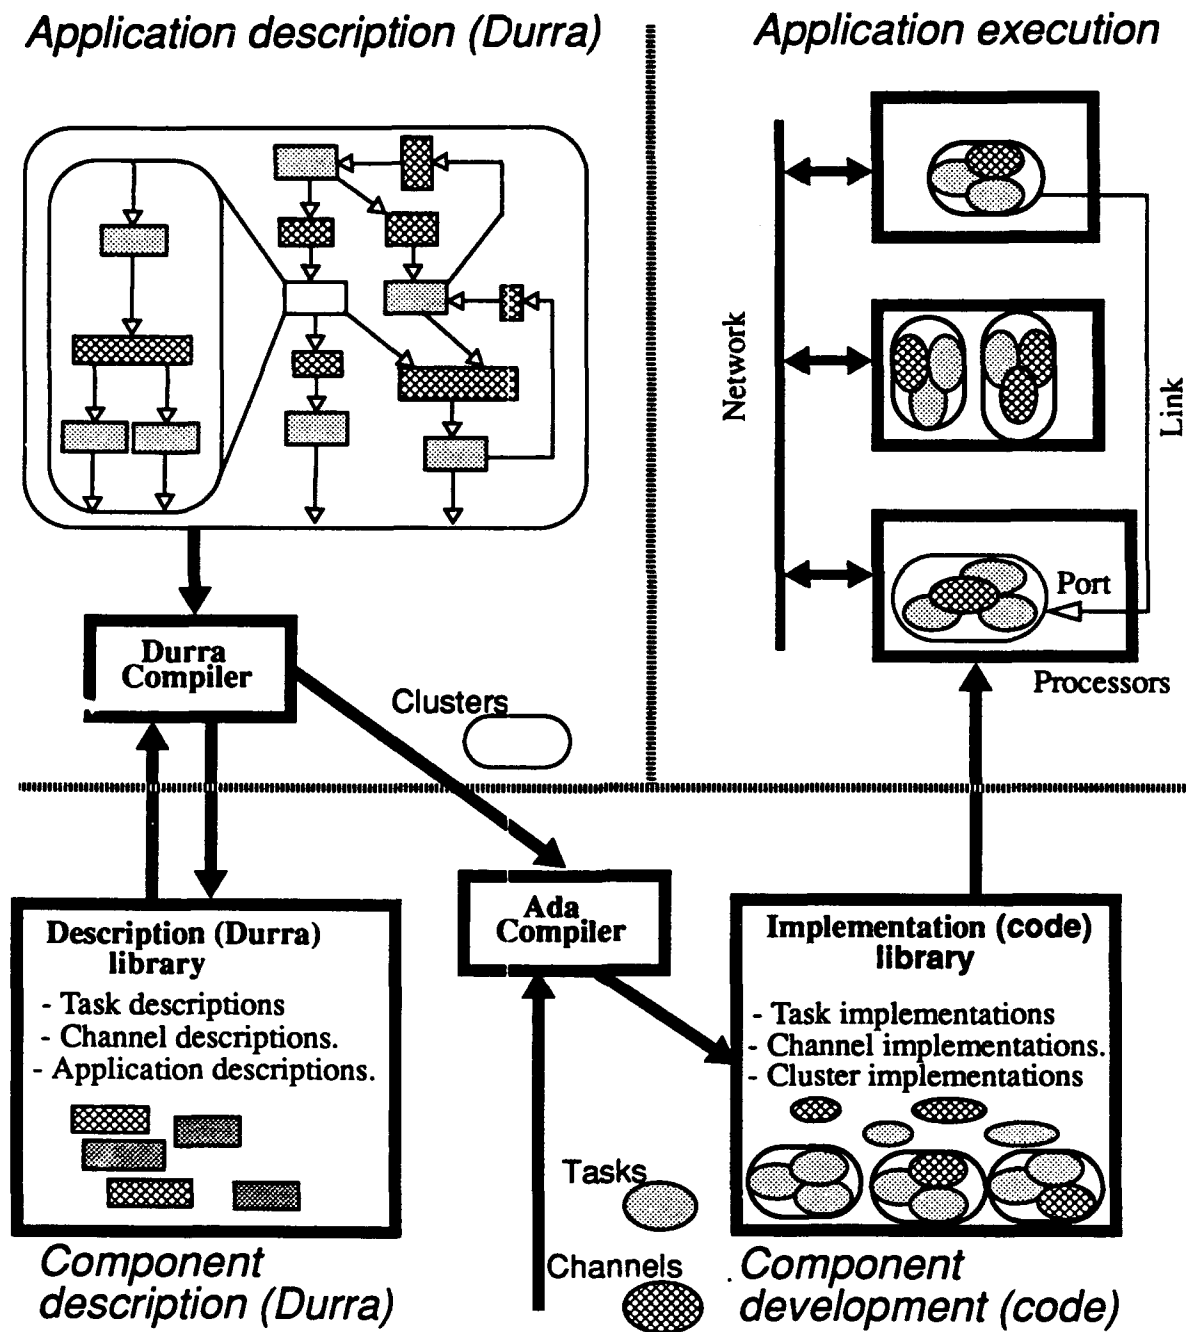 Application description (Durra)
Application execution
Network
Link
Port
Processors
Durra
Compiler
Clusters
Ada
Compiler
Description (Durra)
library
- Task descriptions
- Channel descriptions.
- Application descriptions.
Implementation (code)
library
- Task implementations
- Channel implementations.
- Cluster implementations
Tasks
Channels
Component
description (Durra)
Component
development (code)